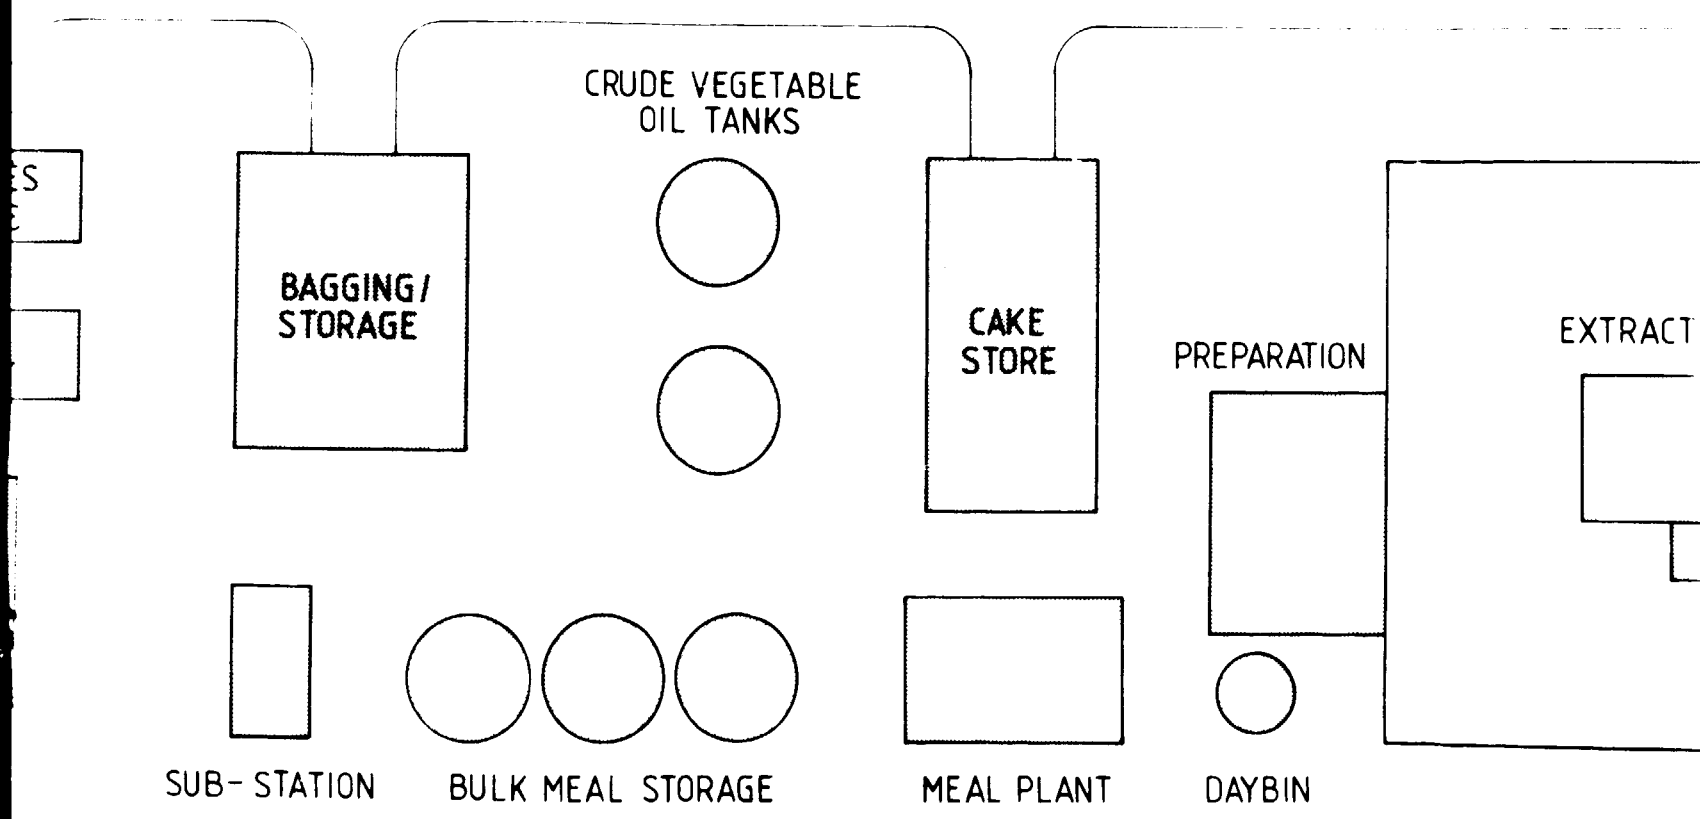 CRUDE VEGETABLE
OIL TANKS
BAGGING/
STORAGE
CAKE
STORE
PREPARATION
EXTRACT
SUB-STATION
BULK MEAL STORAGE
MEAL PLANT
DAYBIN